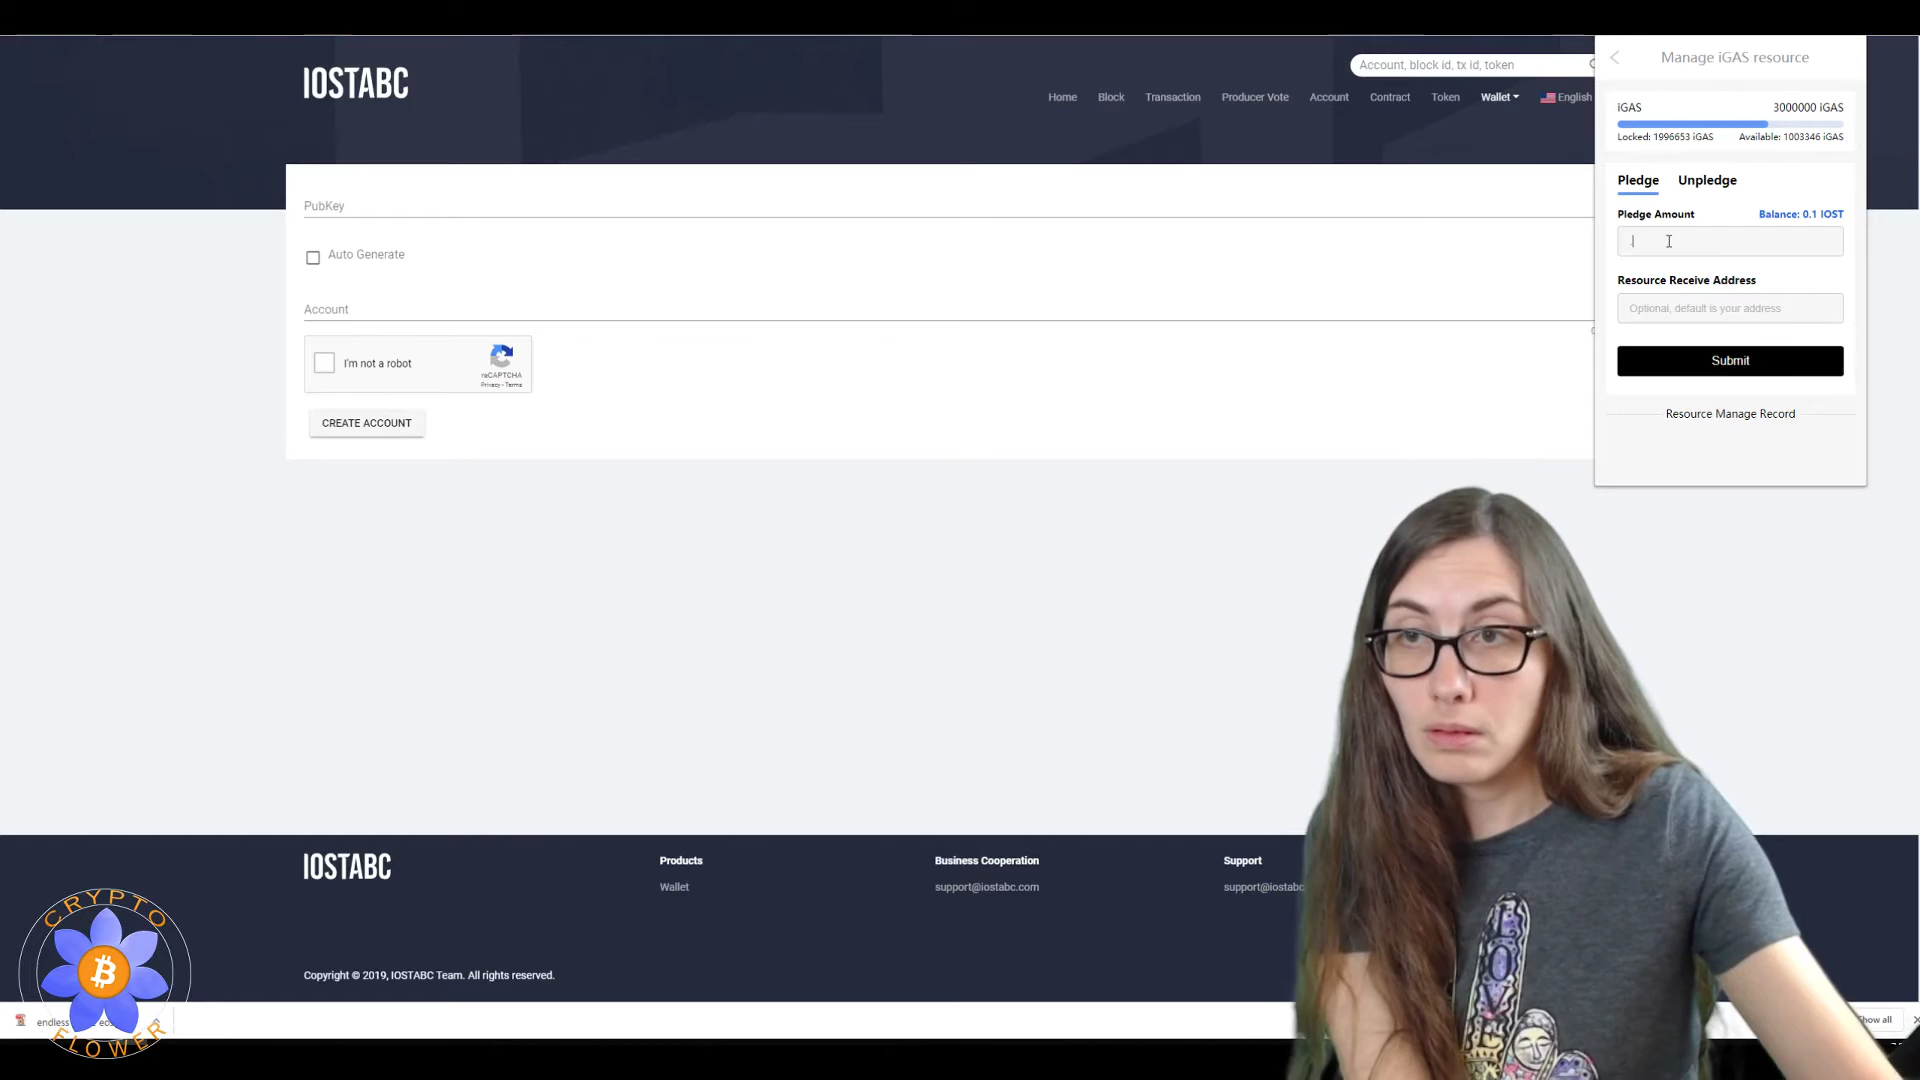 IOSTABC
Account, block id, tx id, token
Home Block Transaction Producer Vote Account Contract Token Wallet English
PubKey
Auto Generate
Account
I'm not a robot
reCAPTCHA
Privacy - Terms
CREATE ACCOUNT
Manage iGAS resource
iGAS 3000000 iGAS
Locked: 1996653 iGAS Available: 1003346 iGAS
Pledge Unpledge
Pledge Amount Balance: 0.1 IOST
.
Resource Receive Address
Optional, default is your address
Submit
Resource Manage Record
IOSTABC
Products Business Cooperation Support
Wallet support@iostabc.com support@iostabc
Copyright © 2019, IOSTABC Team. All rights reserved.
CRYPTO
FLOWER
endless
Show all
LOV